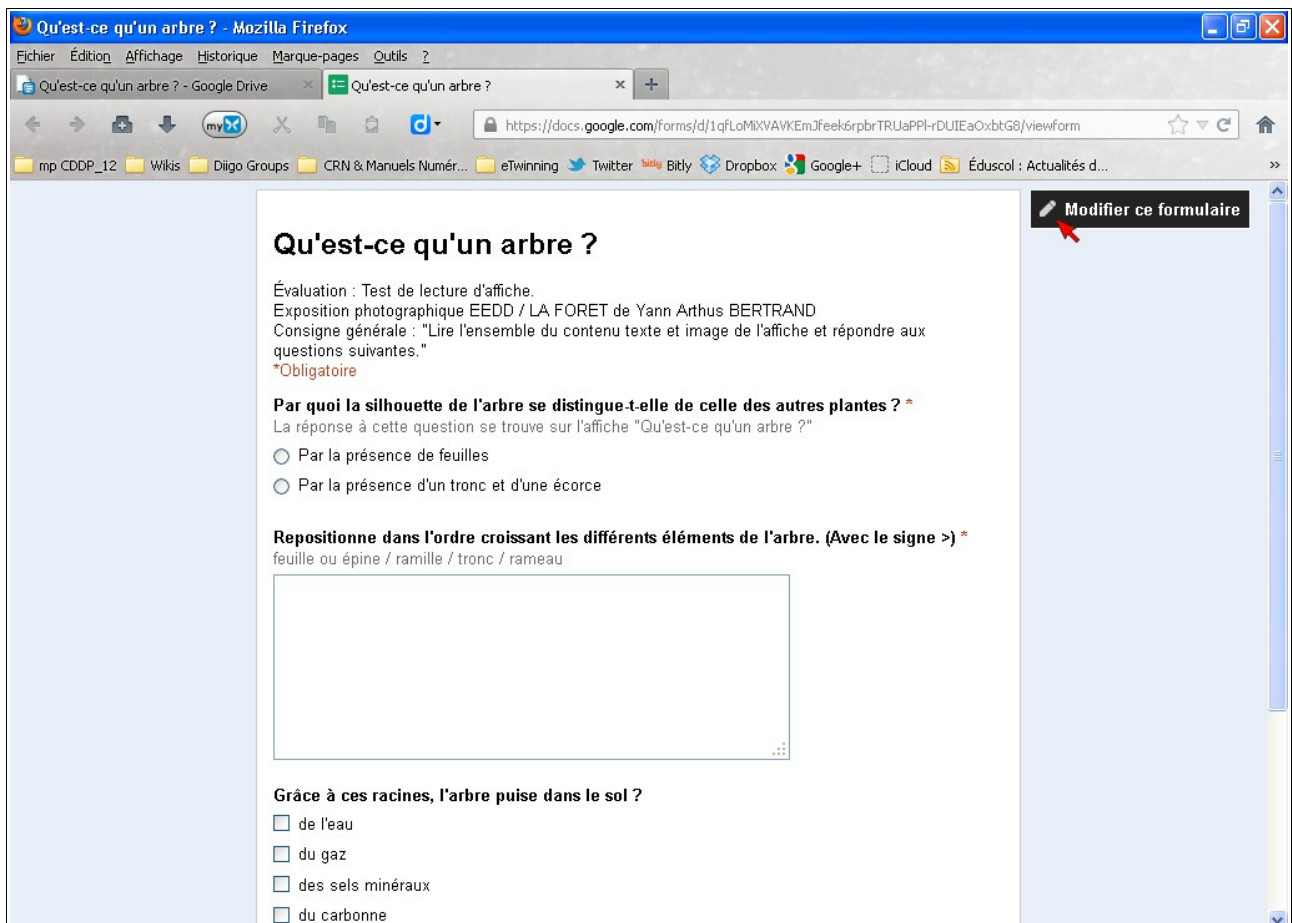 Qu'est-ce qu'un arbre ? - Mozilla Firefox
Fichier Édition Affichage Historique Marque-pages Outils ?
Qu'est-ce qu'un arbre ? - Google Drive × Qu'est-ce qu'un arbre ? × +
my https://docs.google.com/forms/d/1qfLoMiXVAVKEmJfeek6rpbrTRUaPPl-rDUIEaOxbtG8/viewform
mp CDDP_12 Wikis Diigo Groups CRN & Manuels Numér... eTwinning Twitter bitly Bitly Dropbox Google+ iCloud Éduscol : Actualités d... »
Modifier ce formulaire
Qu'est-ce qu'un arbre ?
Évaluation : Test de lecture d'affiche.
Exposition photographique EEDD / LA FORET de Yann Arthus BERTRAND
Consigne générale : "Lire l'ensemble du contenu texte et image de l'affiche et répondre aux
questions suivantes."
*Obligatoire
Par quoi la silhouette de l'arbre se distingue-t-elle de celle des autres plantes ? *
La réponse à cette question se trouve sur l'affiche "Qu'est-ce qu'un arbre ?"
Par la présence de feuilles
Par la présence d'un tronc et d'une écorce
Repositionne dans l'ordre croissant les différents éléments de l'arbre. (Avec le signe >) *
feuille ou épine / ramille / tronc / rameau
Grâce à ces racines, l'arbre puise dans le sol ?
de l'eau
du gaz
des sels minéraux
du carbonne